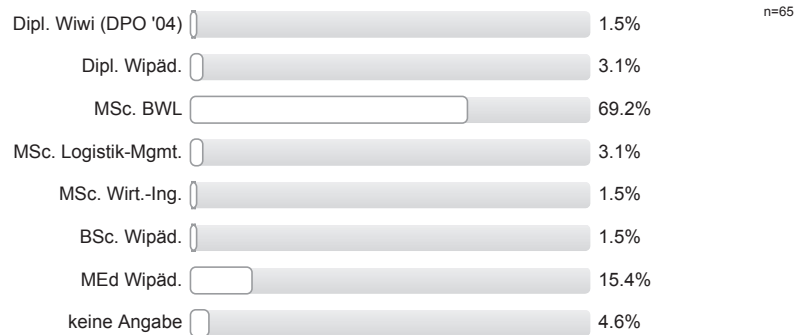 Dipl. Wiwi (DPO '04) 1.5% n=65
Dipl. Wipäd. 3.1%
MSc. BWL 69.2%
MSc. Logistik-Mgmt. 3.1%
MSc. Wirt.-Ing. 1.5%
BSc. Wipäd. 1.5%
MEd Wipäd. 15.4%
keine Angabe 4.6%